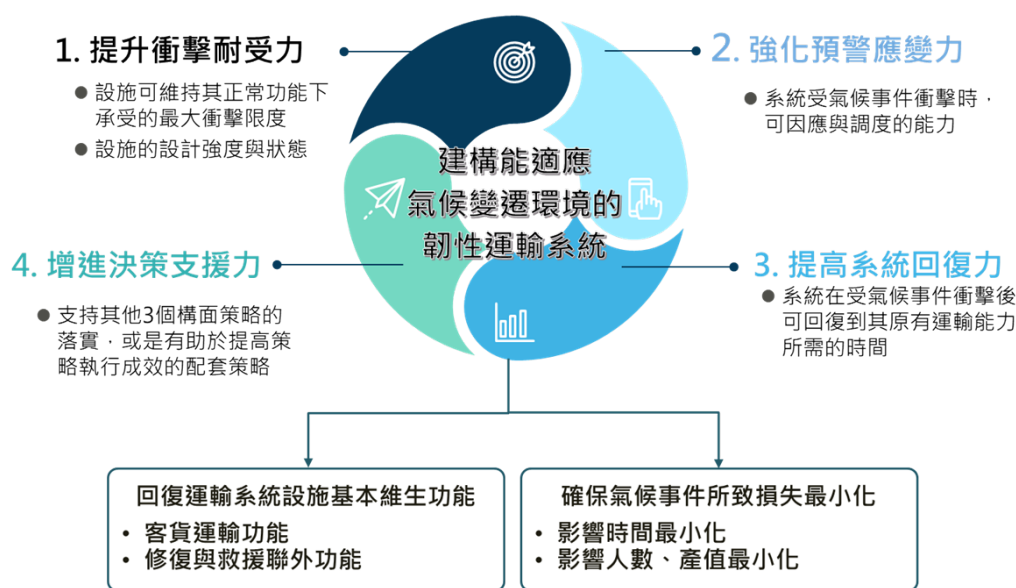 1. 提升衝擊耐受力
● 設施可維持其正常功能下
承受的最大衝擊限度
● 設施的設計強度與狀態
2. 強化預警應變力
● 系統受氣候事件衝擊時，
可因應與調度的能力
建構能適應
氣候變遷環境的
韌性運輸系統
4. 增進決策支援力
● 支持其他3個構面策略的
落實，或是有助於提高策
略執行成效的配套策略
3. 提高系統回復力
● 系統在受氣候事件衝擊後
可回復到其原有運輸能力
所需的時間
回復運輸系統設施基本維生功能
• 客貨運輸功能
• 修復與救援聯外功能
確保氣候事件所致損失最小化
• 影響時間最小化
• 影響人數、產值最小化